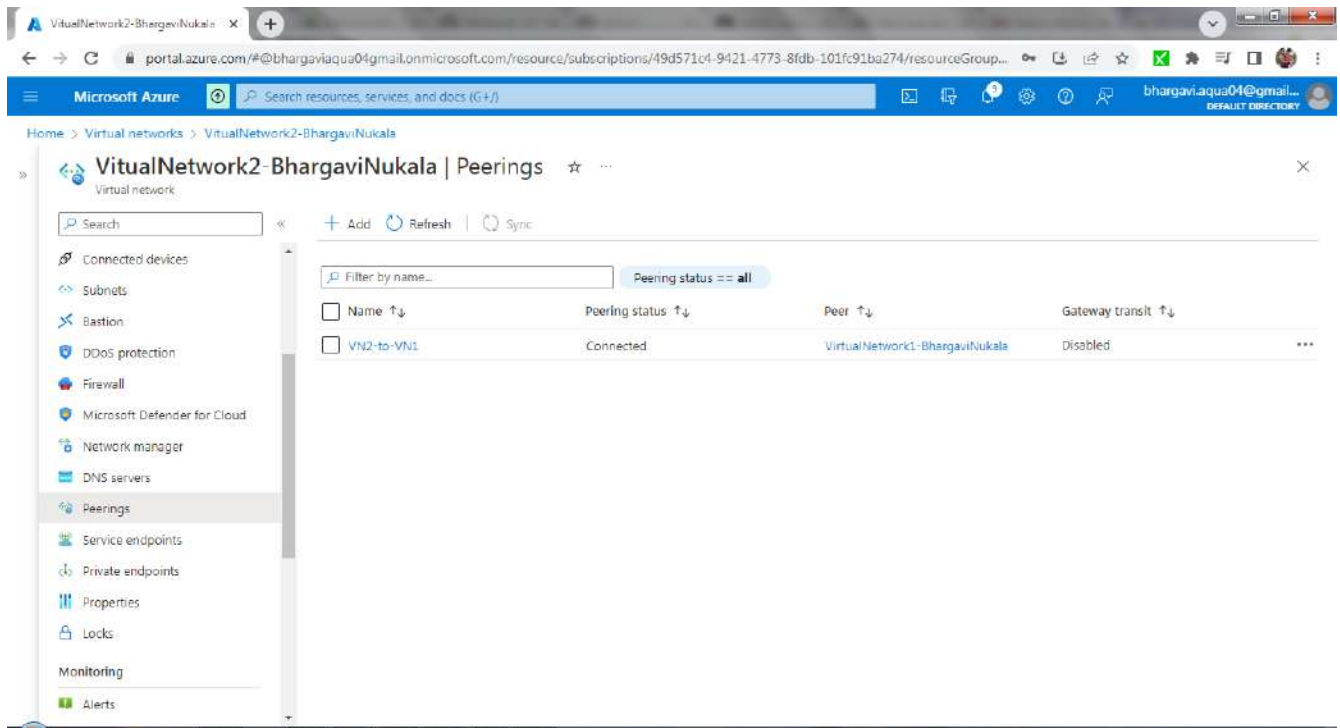 VitualNetwork2-BhargaviNukala
portal.azure.com/#@bhargaviaqua04gmail.onmicrosoft.com/resource/subscriptions/49d571c4-9421-4773-8fdb-101fc91ba274/resourceGroup...
Microsoft Azure
Search resources, services, and docs (G+/)
9
bhargavi.aqua04@gmail...
DEFAULT DIRECTORY
Home > Virtual networks > VitualNetwork2-BhargaviNukala
VitualNetwork2-BhargaviNukala | Peerings
Virtual network
Search
+ Add Refresh | Sync
Connected devices
Subnets
Bastion
DDoS protection
Firewall
Microsoft Defender for Cloud
Network manager
DNS servers
Peerings
Service endpoints
Private endpoints
Properties
Locks
Monitoring
Alerts
Filter by name...
Peering status == all
Name ↑↓ Peering status ↑↓ Peer ↑↓ Gateway transit ↑↓
VN2-to-VN1 Connected VirtualNetwork1-BhargaviNukala Disabled